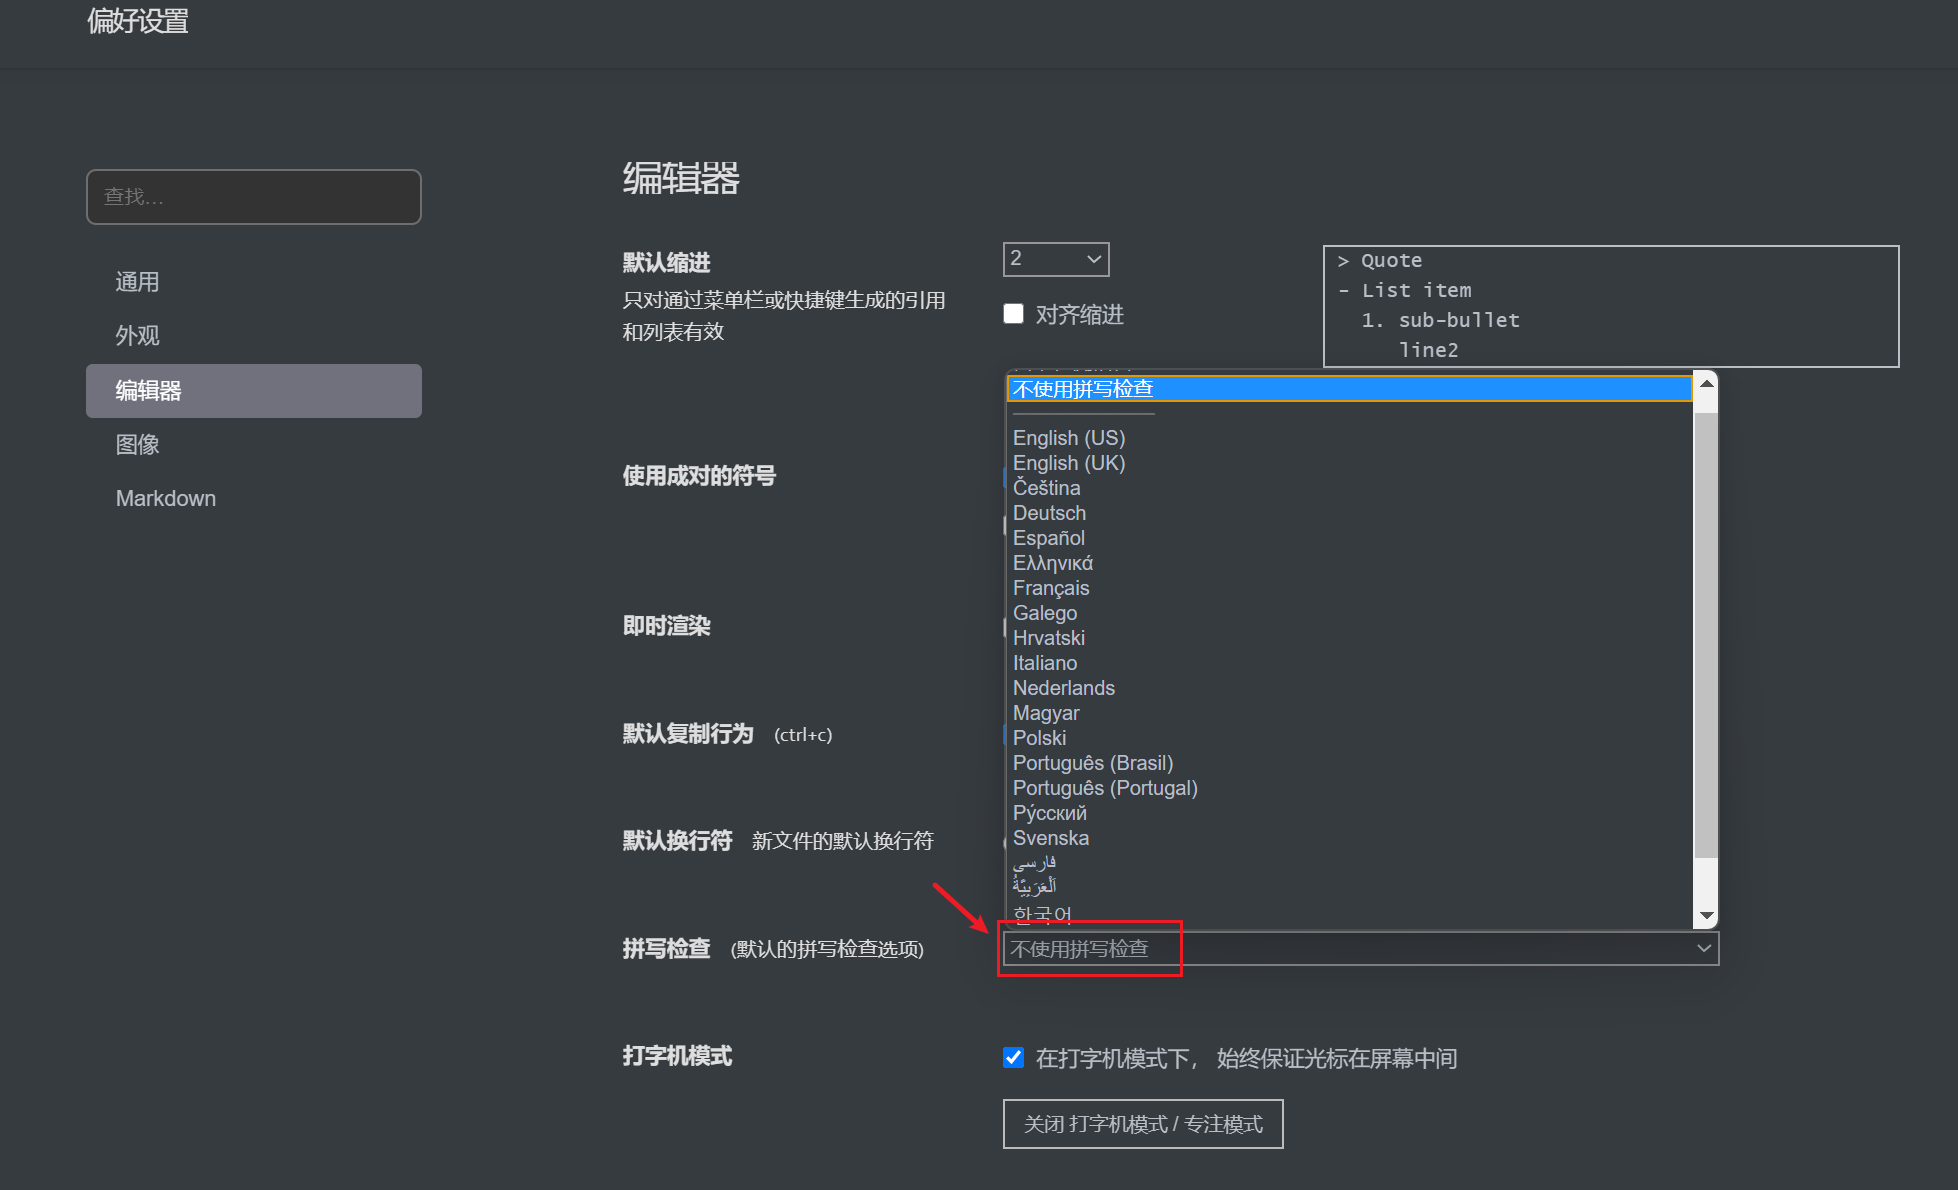 偏好设置
查找...
通用
外观
编辑器
图像
Markdown
编辑器
默认缩进
只对通过菜单栏或快捷键生成的引用
和列表有效
2
对齐缩进
> Quote
- List item
1. sub-bullet
line2
使用成对的符号
即时渲染
默认复制行为 (ctrl+c)
默认换行符 新文件的默认换行符
拼写检查 (默认的拼写检查选项)
不使用拼写检查
English (US)
English (UK)
Čeština
Deutsch
Español
Ελληνικά
Français
Galego
Hrvatski
Italiano
Nederlands
Magyar
Polski
Português (Brasil)
Português (Portugal)
Ру́сский
Svenska
فارسی
اَلْعَرَبِيَّةُ
한국어
不使用拼写检查
打字机模式
在打字机模式下， 始终保证光标在屏幕中间
关闭 打字机模式 / 专注模式